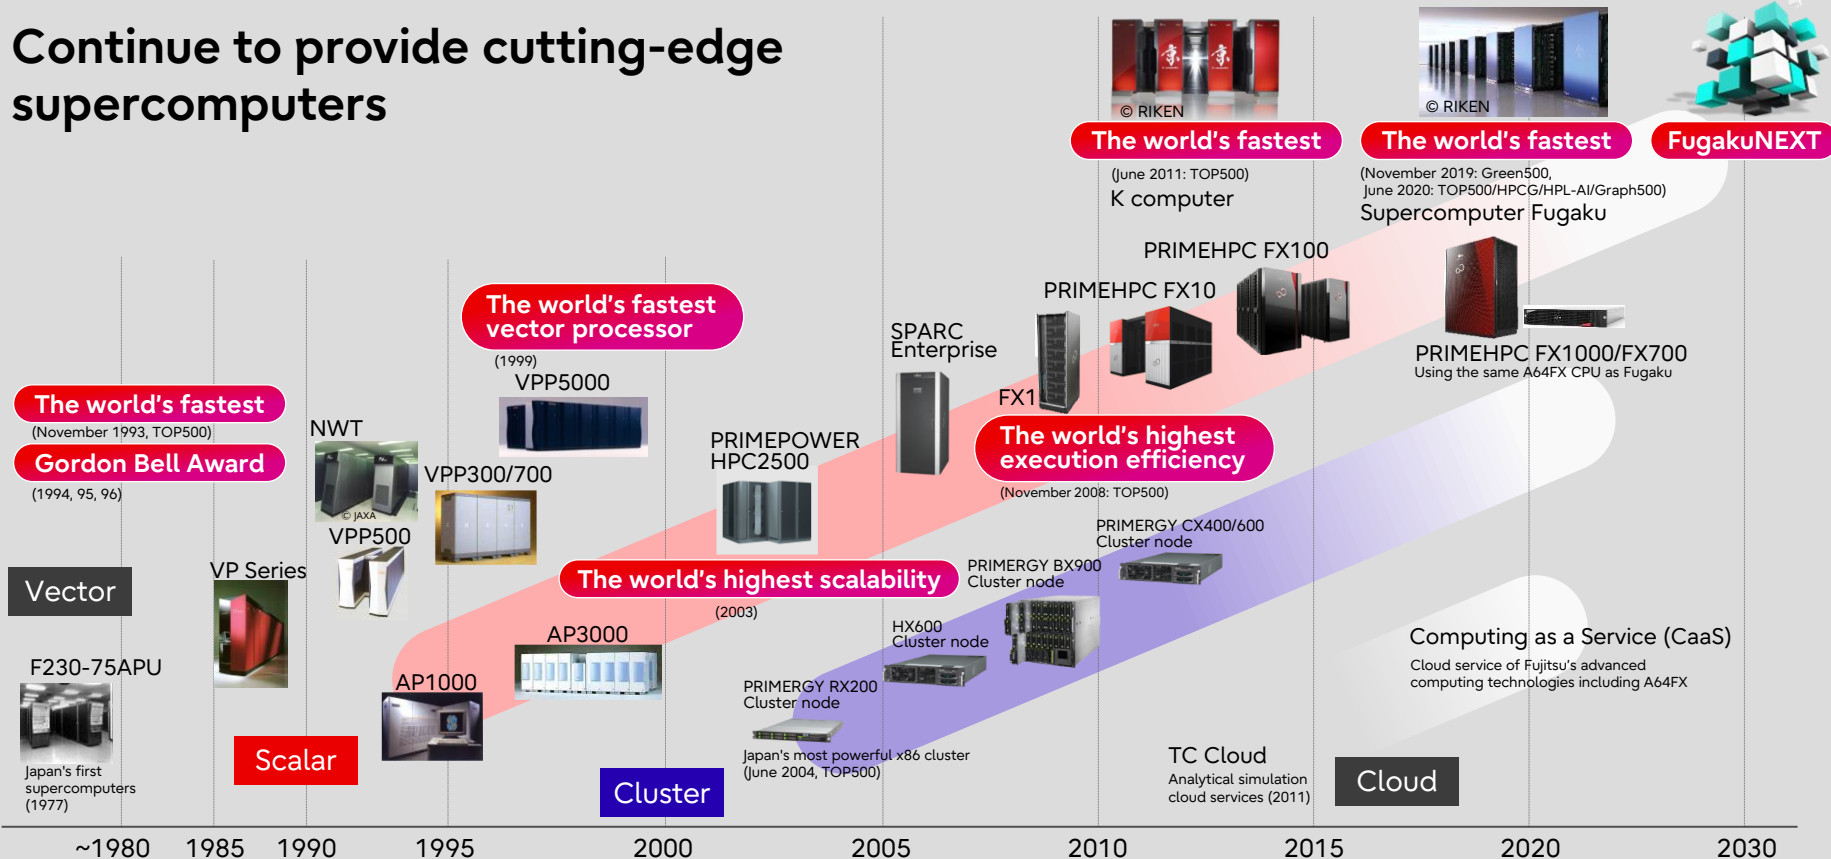 Continue to provide cutting-edge
supercomputers
© RIKEN
The world's fastest
(June 2011: TOP500)
K computer
© RIKEN
The world's fastest
(November 2019: Green500,
June 2020: TOP500/HPCG/HPL-AI/Graph500)
Supercomputer Fugaku
FugakuNEXT
PRIMEHPC FX100
PRIMEHPC FX10
The world's fastest
vector processor
(1999)
VPP5000
SPARC
Enterprise
PRIMEHPC FX1000/FX700
Using the same A64FX CPU as Fugaku
The world's fastest
(November 1993, TOP500)
Gordon Bell Award
(1994, 95, 96)
NWT
© JAXA
VPP300/700
PRIMEPOWER
HPC2500
FX1
The world's highest
execution efficiency
(November 2008: TOP500)
VPP500
VP Series
Vector
The world's highest scalability
(2003)
PRIMERGY CX400/600
Cluster node
PRIMERGY BX900
Cluster node
HX600
Cluster node
AP3000
Computing as a Service (CaaS)
Cloud service of Fujitsu's advanced
computing technologies including A64FX
F230-75APU
Japan's first
supercomputers
(1977)
AP1000
PRIMERGY RX200
Cluster node
Japan's most powerful x86 cluster
(June 2004, TOP500)
Scalar
Cluster
TC Cloud
Analytical simulation
cloud services (2011)
Cloud
~1980 1985 1990 1995 2000 2005 2010 2015 2020 2030